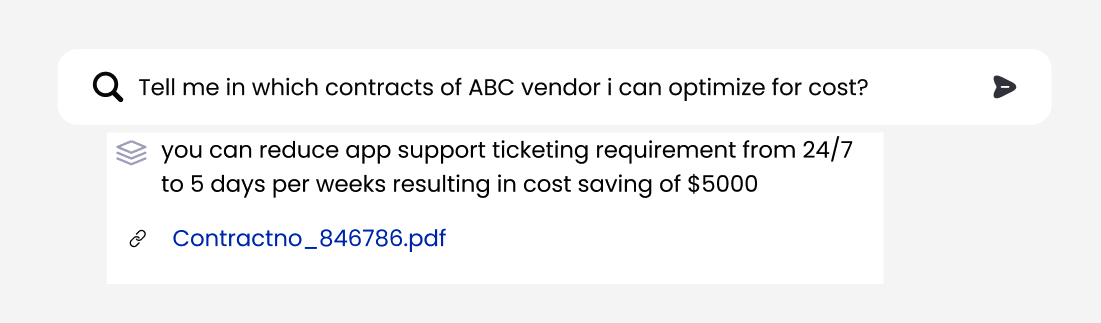 Tell me in which contracts of ABC vendor i can optimize for cost?
you can reduce app support ticketing requirement from 24/7
to 5 days per weeks resulting in cost saving of $5000
Contractno_846786.pdf